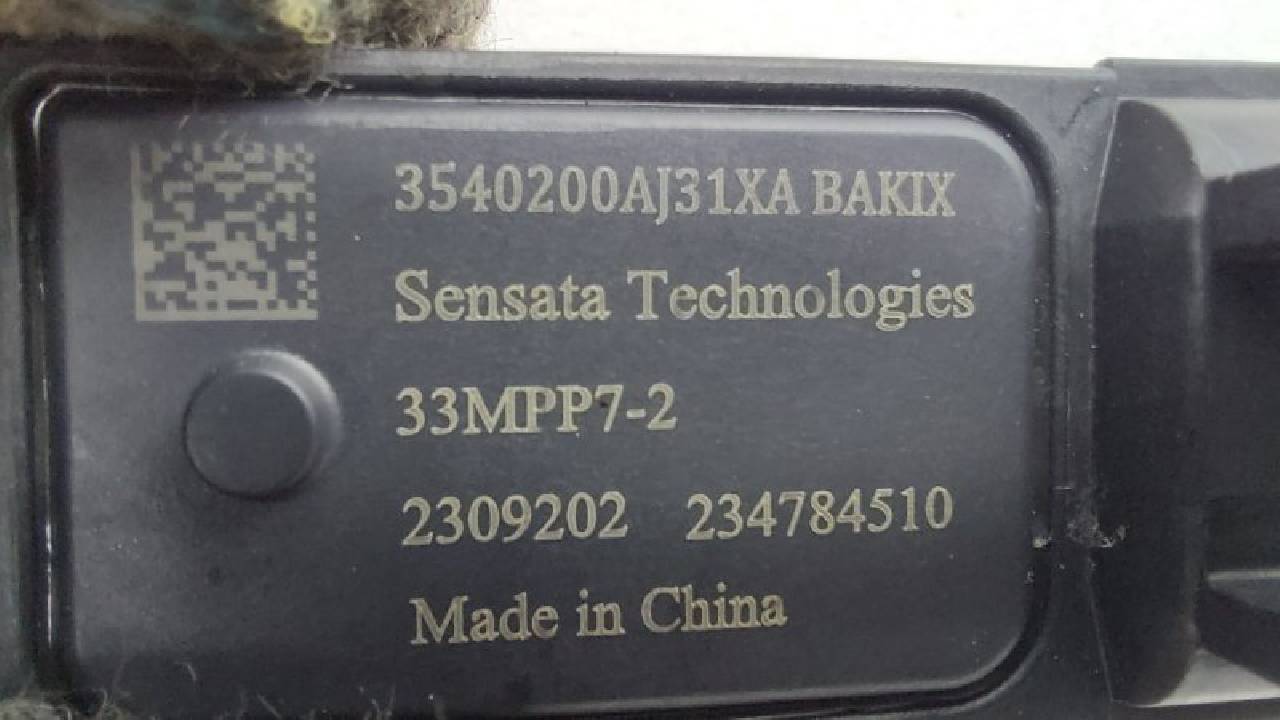 3540200AJ31XA BAKIX
Sensata Technologies
33MPP7-2
2309202 234784510
Made in China